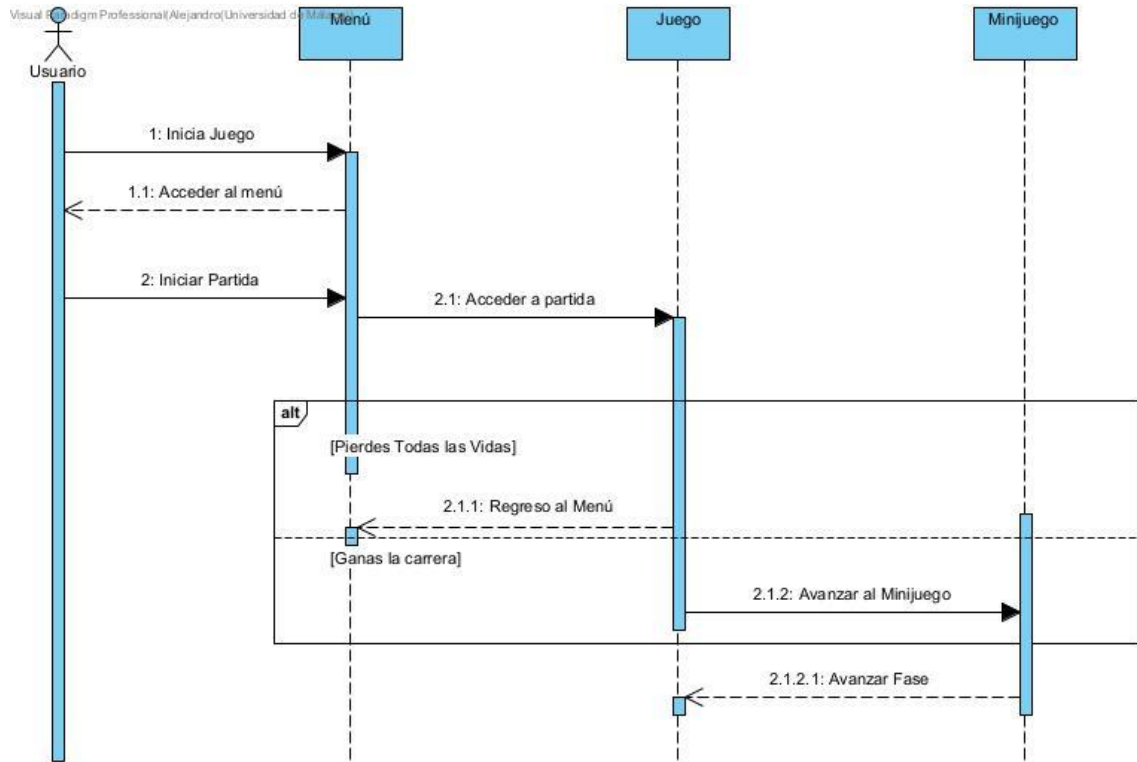 Visual Paradigm Professional(Alejandro(Universidad de Málaga))
Usuario
Menú
Juego
Minijuego
1: Inicia Juego
1.1: Acceder al menú
2: Iniciar Partida
2.1: Acceder a partida
alt
[Pierdes Todas las Vidas]
2.1.1: Regreso al Menú
[Ganas la carrera]
2.1.2: Avanzar al Minijuego
2.1.2.1: Avanzar Fase